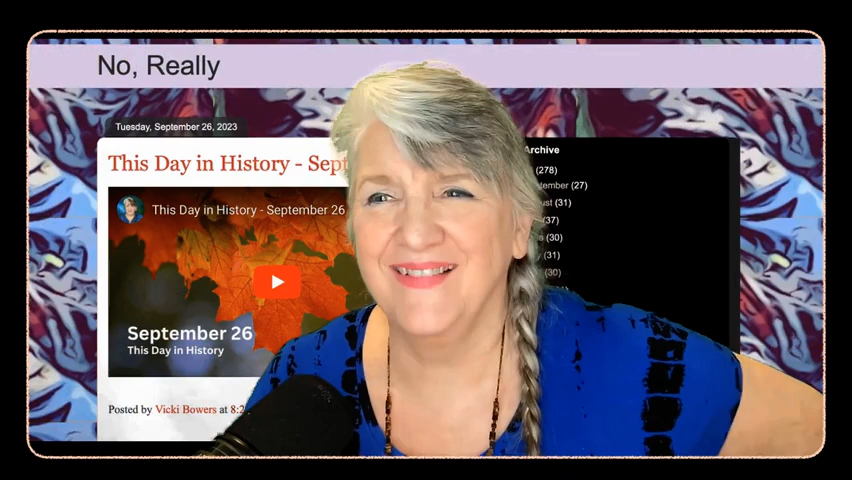 No, Really
Tuesday, September 26, 2023
This Day in History - Sept
This Day in History - September 26
September 26
This Day in History
Posted by Vicki Bowers at 8:2
Archive
(278)
tember (27)
ust (31)
(37)
(30)
(31)
(30)